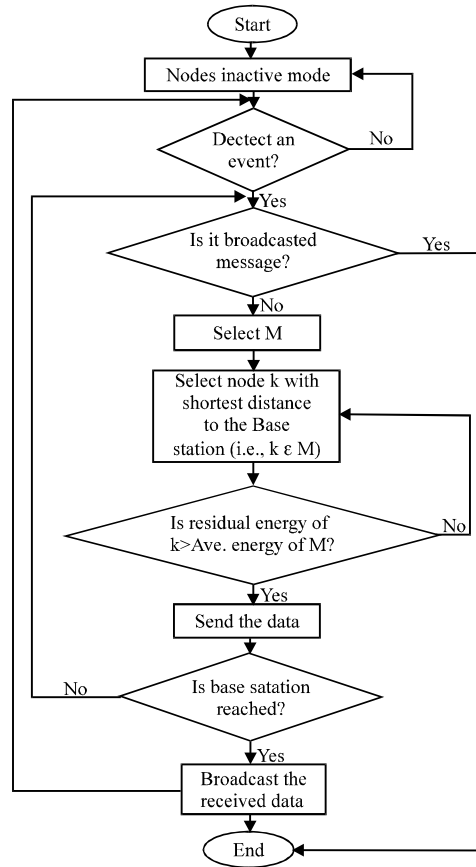 Start
Nodes inactive mode
Dectect an
event?
No
Yes
Is it broadcasted
message?
Yes
No
Select M
Select node k with
shortest distance
to the Base
station (i.e., k ε M)
Is residual energy of
k>Ave. energy of M?
No
Yes
Send the data
Is base satation
reached?
No
Yes
Broadcast the
received data
End